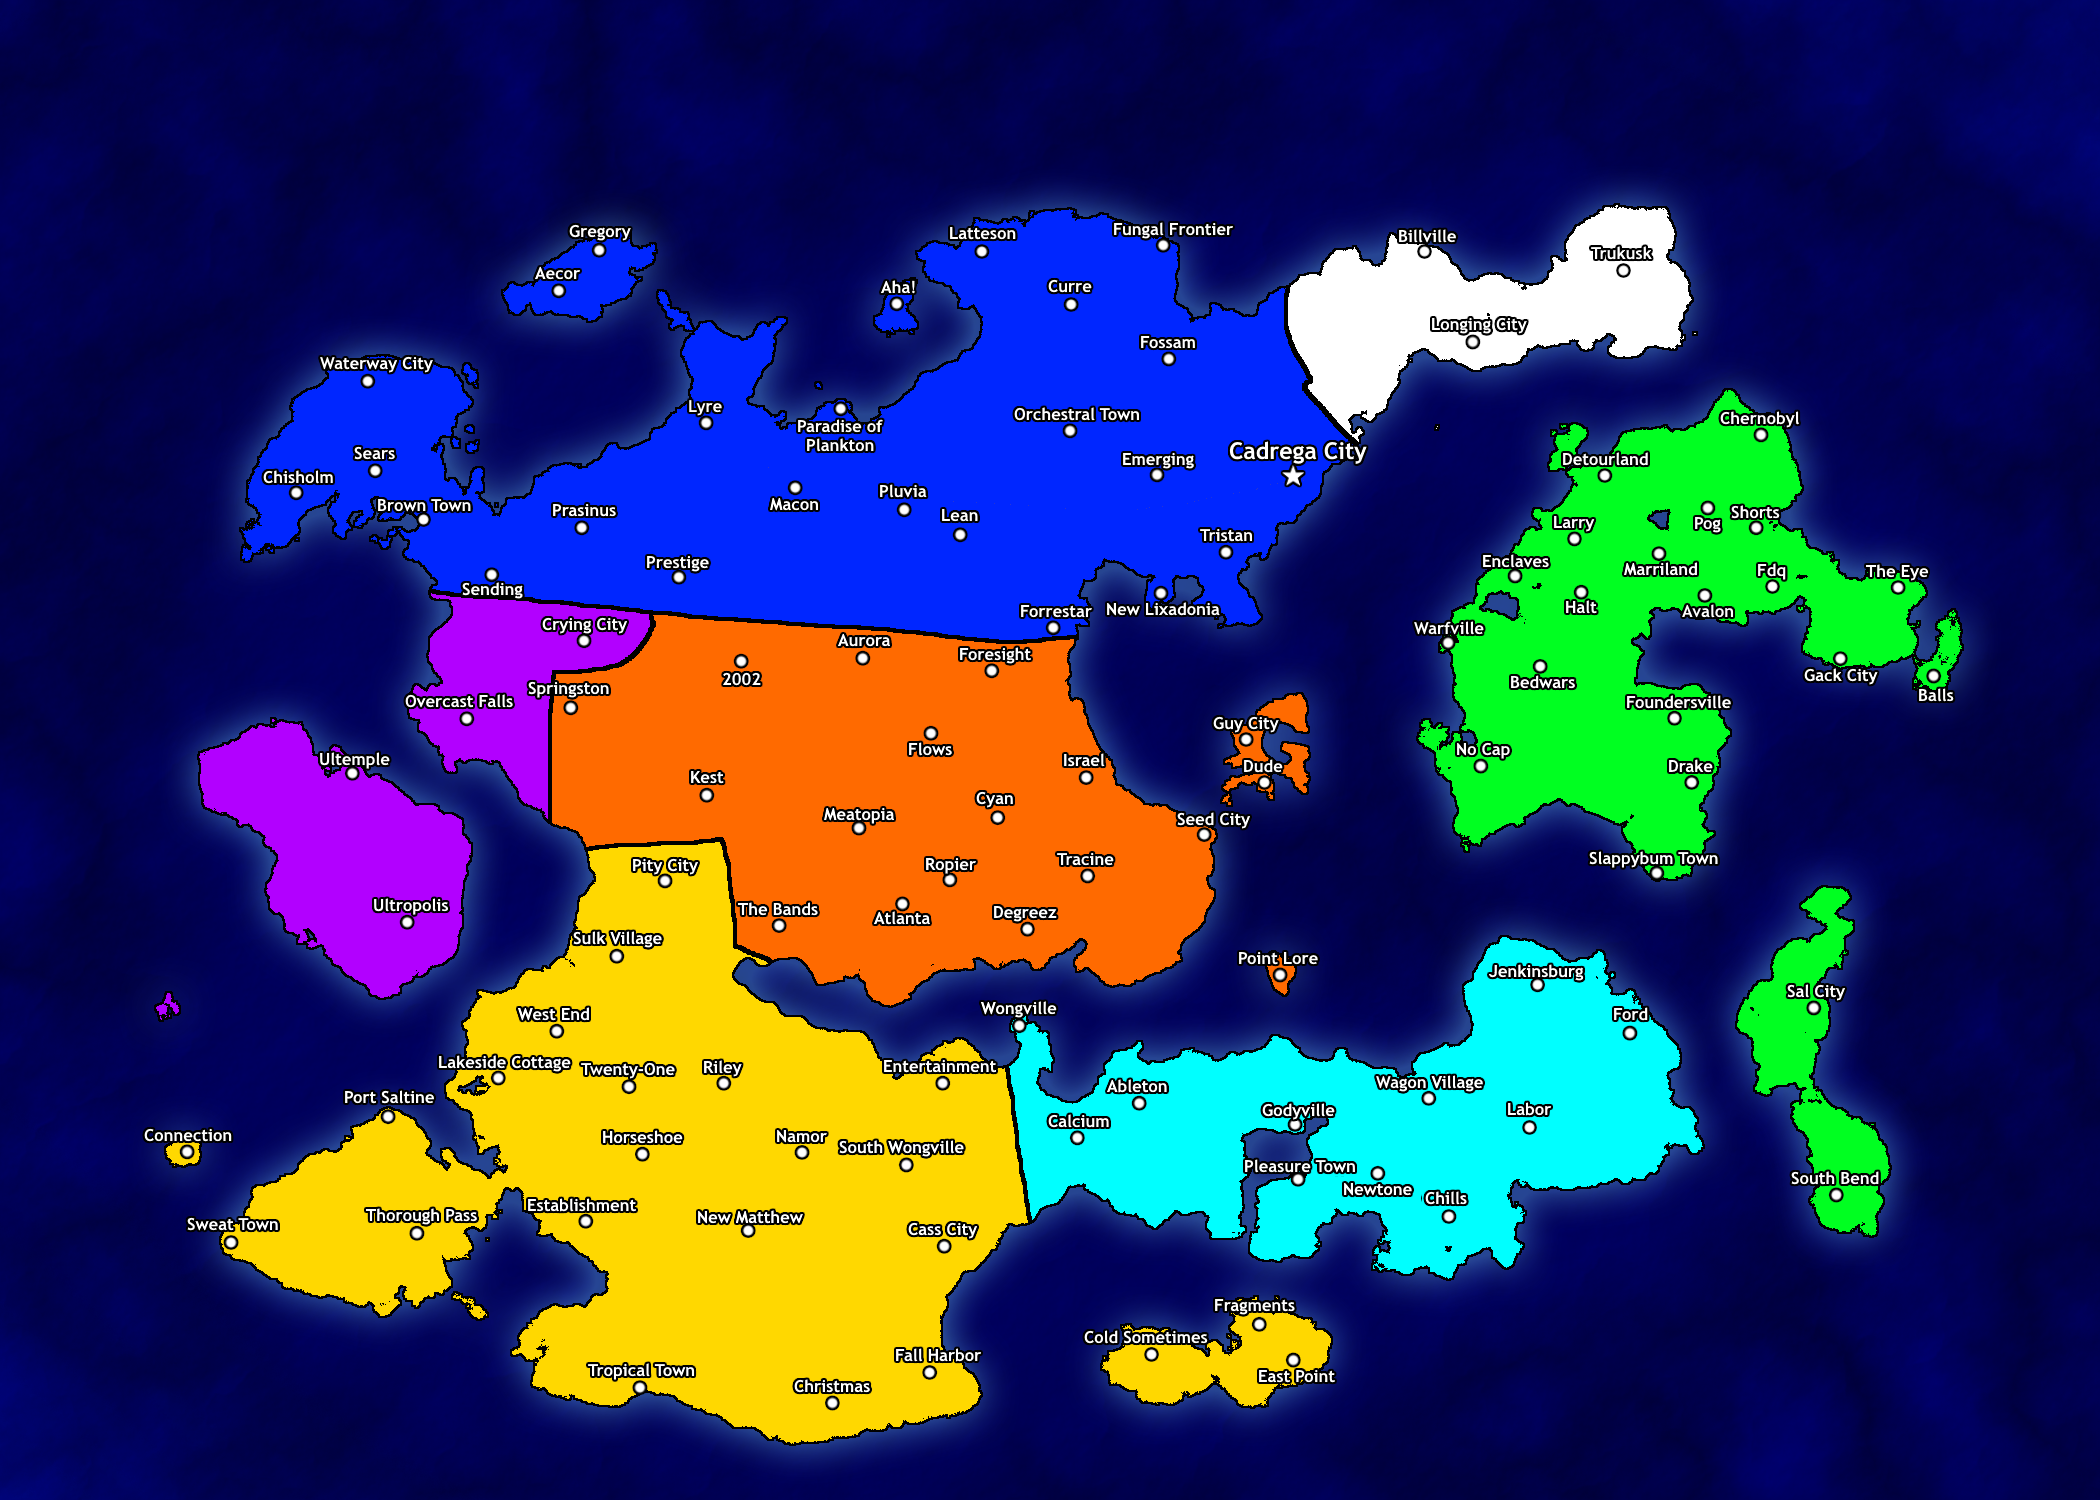 Gregory
Aecor
Latteson
Fungal Frontier
Billville
Trukusk
Aha!
Curre
Longing City
Fossam
Waterway City
Lyre
Paradise of
Plankton
Orchestral Town
Cadrega City
Sears
Chisholm
Brown Town
Prasinus
Macon
Pluvia
Lean
Emerging
Tristan
Prestige
Sending
Forrestar
New Lixadonia
Chernobyl
Detourland
Larry
Pog
Shorts
Enclaves
Marriland
Fdq
The Eye
Halt
Avalon
Warfville
Bedwars
Gack City
Balls
Foundersville
No Cap
Drake
Slappybum Town
Crying City
Overcast Falls
Springston
2002
Aurora
Foresight
Flows
Israel
Guy City
Dude
Kest
Meatopia
Cyan
Seed City
Ultemple
Ultropolis
Pity City
Ropier
Tracine
The Bands
Atlanta
Degreez
Sulk Village
Point Lore
Jenkinsburg
Sal City
Wongville
Ford
West End
Lakeside Cottage
Twenty-One
Riley
Entertainment
Port Saltine
Ableton
Wagon Village
Calcium
Godyville
Labor
Connection
Horseshoe
Namor
South Wongville
Pleasure Town
Newtone
Chills
South Bend
Sweat Town
Thorough Pass
Establishment
New Matthew
Cass City
Fragments
Cold Sometimes
East Point
Tropical Town
Christmas
Fall Harbor